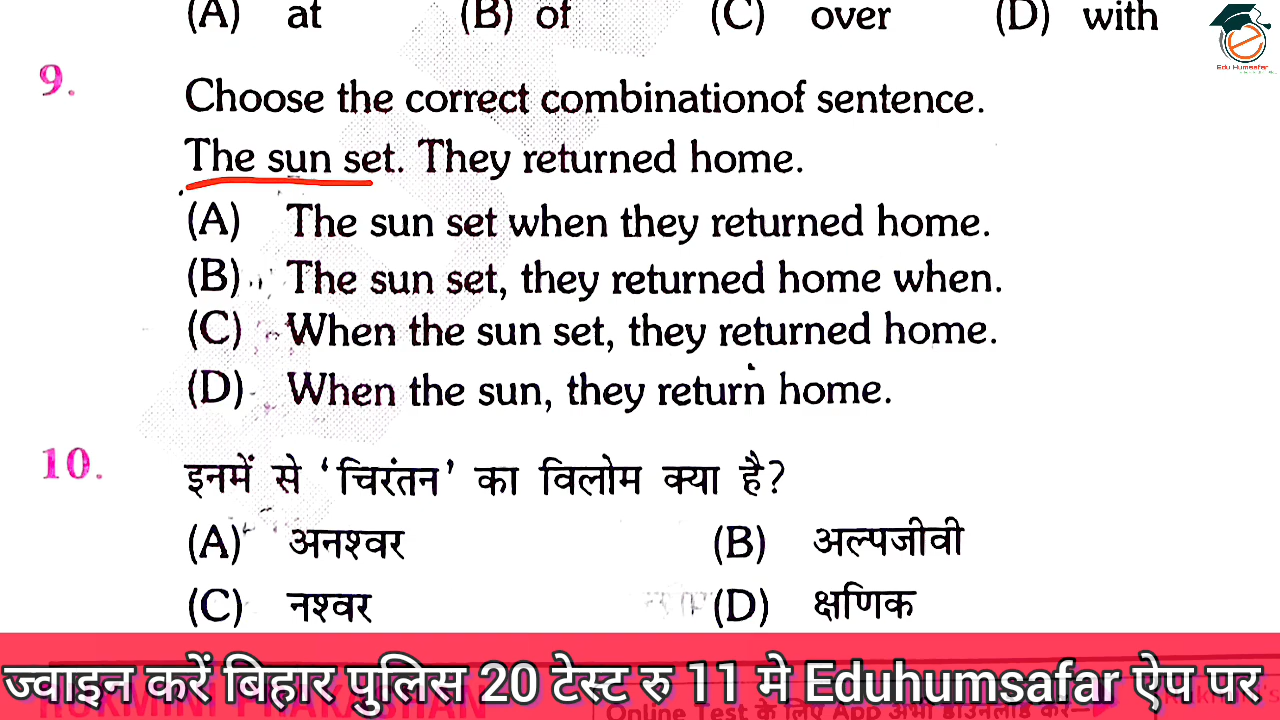 (A) at (B) of (C) over (D) with
Edu Humsafar
9.
Choose the correct combinationof sentence.
The sun set. They returned home.
(A) The sun set when they returned home.
(B) The sun set, they returned home when.
(C) When the sun set, they returned home.
(D) When the sun, they return home.
10. इनमें से ‘चिरंतन’ का विलोम क्या है?
(A) अनश्वर (B) अल्पजीवी
(C) नश्वर (D) क्षणिक
ज्वाइन करें बिहार पुलिस 20 टेस्ट रु 11 मे Eduhumsafar ऐप पर